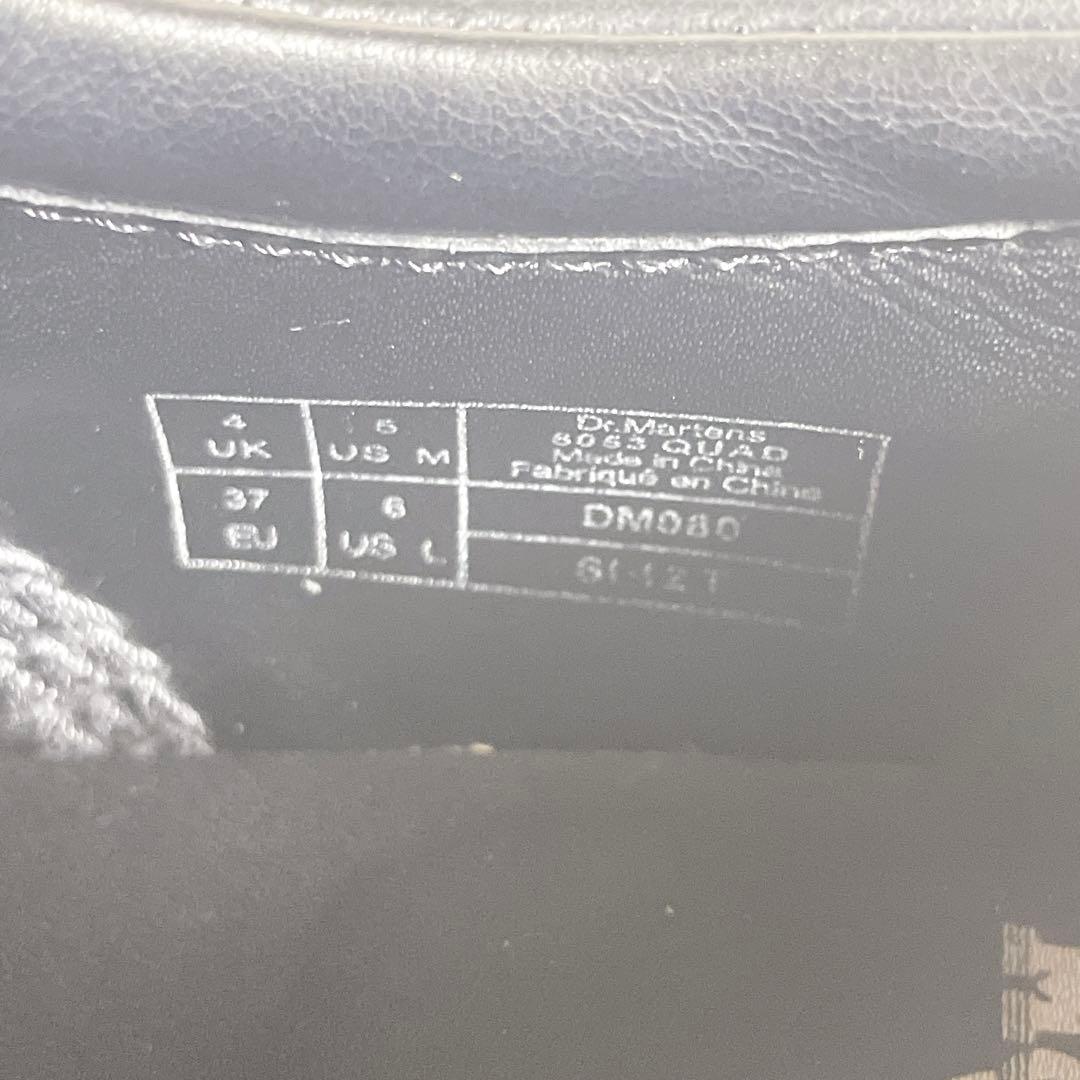 4
UK
5
US M
37
EU
6
US L
Dr.Martens
8053 QUAD
Made in China
Fabriqué en Chine
DM080